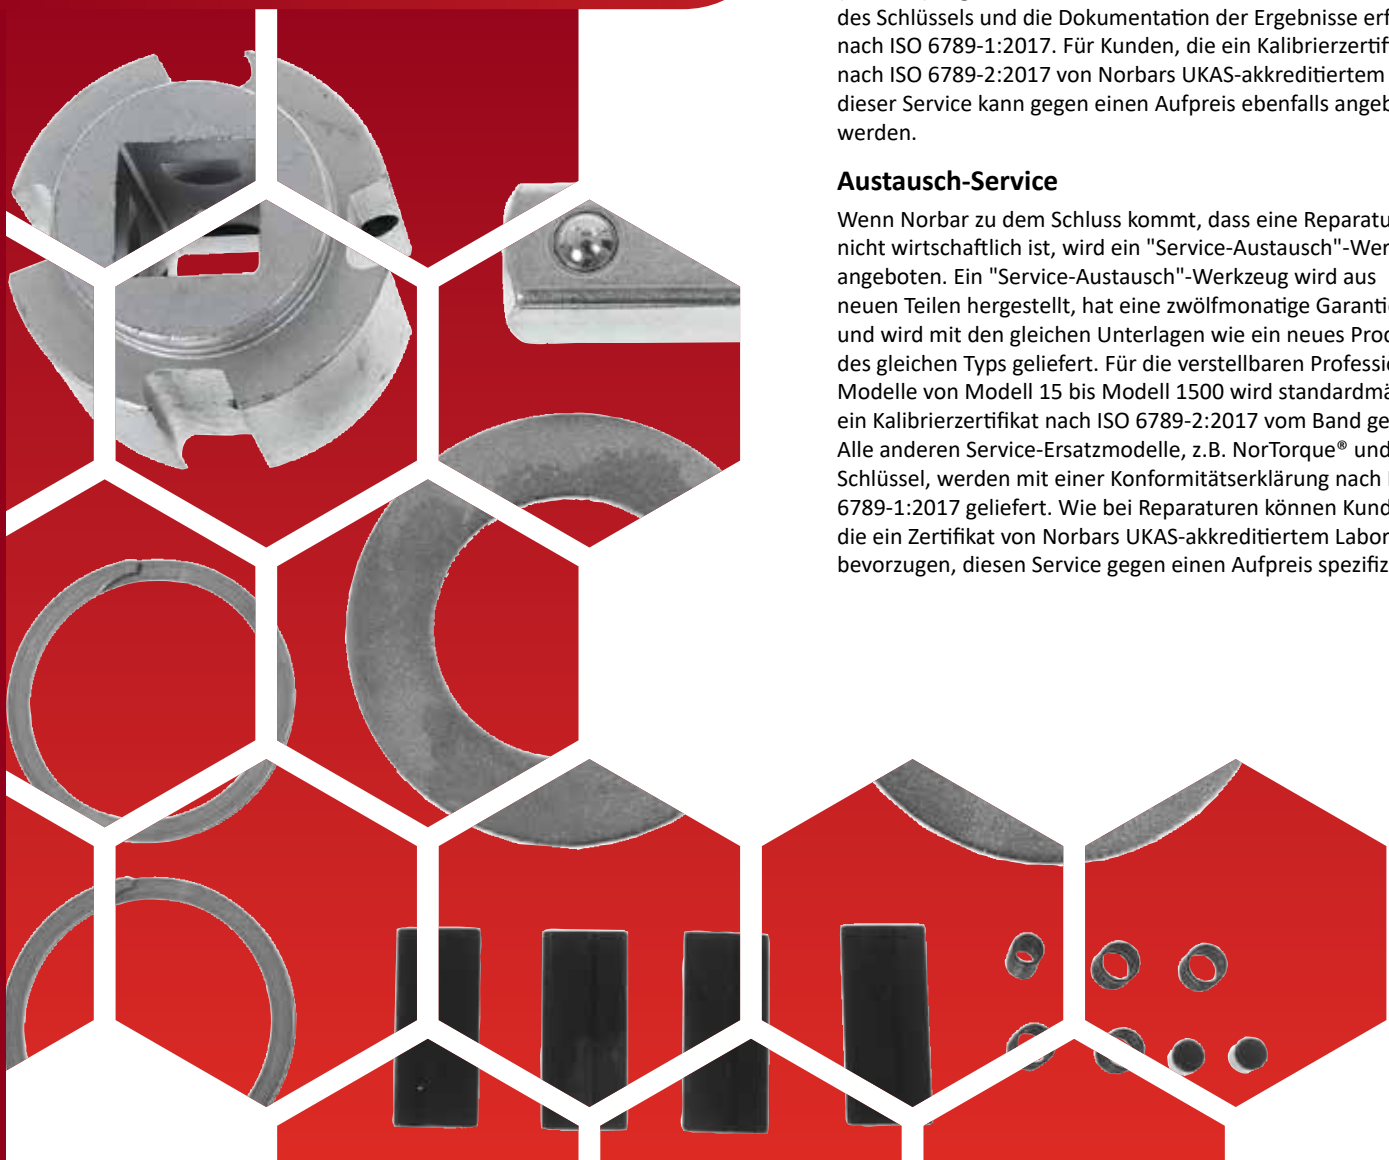 des Schlüssels und die Dokumentation der Ergebnisse erf
nach ISO 6789-1:2017. Für Kunden, die ein Kalibrierzertif
nach ISO 6789-2:2017 von Norbars UKAS-akkreditiertem
dieser Service kann gegen einen Aufpreis ebenfalls angeb
werden.
Austausch-Service
Wenn Norbar zu dem Schluss kommt, dass eine Reparatu
nicht wirtschaftlich ist, wird ein "Service-Austausch"-Wer
angeboten. Ein "Service-Austausch"-Werkzeug wird aus
neuen Teilen hergestellt, hat eine zwölfmonatige Garantie
und wird mit den gleichen Unterlagen wie ein neues Proc
des gleichen Typs geliefert. Für die verstellbaren Professio
Modelle von Modell 15 bis Modell 1500 wird standardmä
ein Kalibrierzertifikat nach ISO 6789-2:2017 vom Band ge
Alle anderen Service-Ersatzmodelle, z.B. NorTorque® und
Schlüssel, werden mit einer Konformitätserklärung nach
6789-1:2017 geliefert. Wie bei Reparaturen können Kund
die ein Zertifikat von Norbars UKAS-akkreditiertem Labor
bevorzugen, diesen Service gegen einen Aufpreis spezifiz